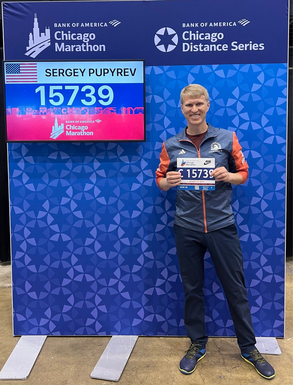 BANK OF AMERICA
Chicago
Marathon
BANK OF AMERICA
Chicago
Distance Series
SERGEY PUPYREV
15739
BANK OF AMERICA
Chicago
Marathon
C 15739